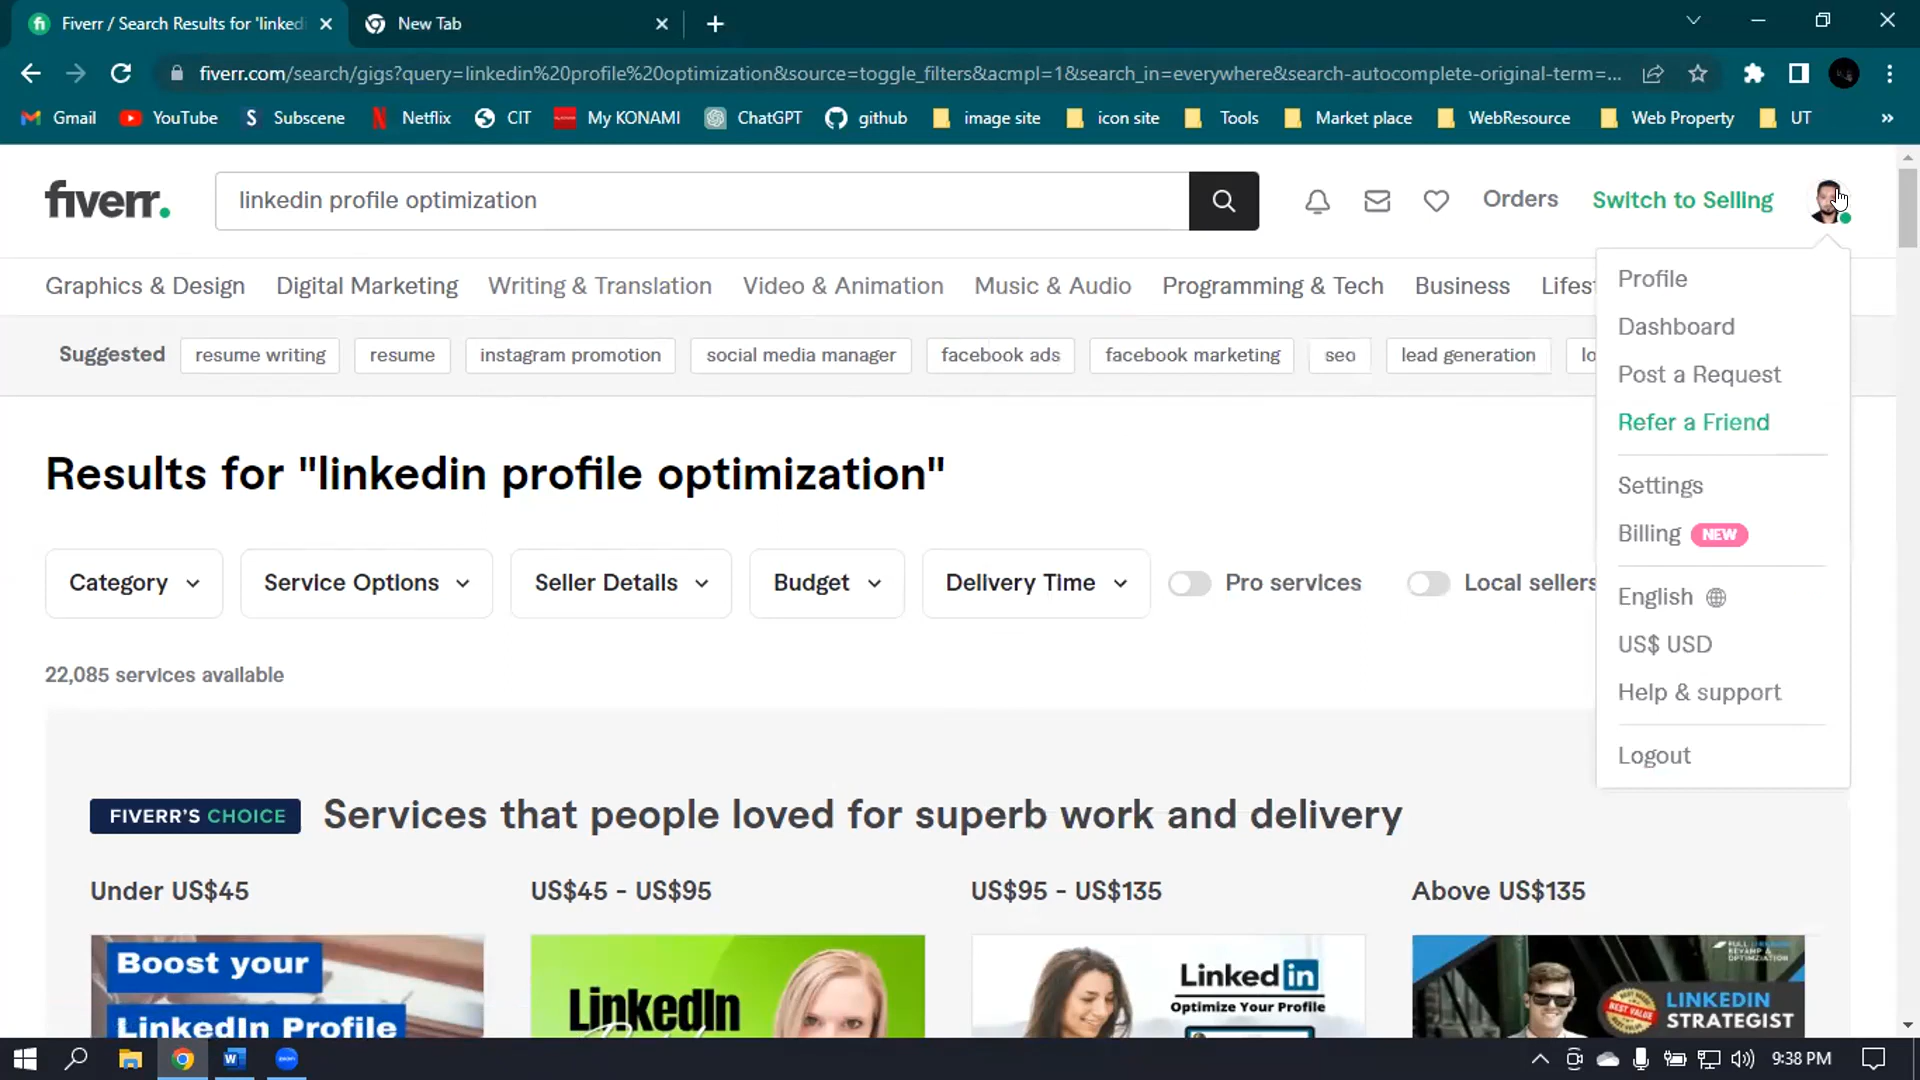 Fiverr / Search Results for 'linked
New Tab
fiverr.com/search/gigs?query=linkedin%20profile%20optimization&source=toggle_filters&acmpl=1&search_in=everywhere&search-autocomplete-original-term=...
Gmail YouTube Subscene Netflix CIT My KONAMI ChatGPT github image site icon site Tools Market place WebResource Web Property UT »
fiverr. linkedin profile optimization Orders Switch to Selling
Graphics & Design Digital Marketing Writing & Translation Video & Animation Music & Audio Programming & Tech Business Lifest
Suggested resume writing resume instagram promotion social media manager facebook ads facebook marketing seo lead generation lo
Profile
Dashboard
Post a Request
Refer a Friend
Settings
Billing NEW
English
US$ USD
Help & support
Logout
Results for "linkedin profile optimization"
Category Service Options Seller Details Budget Delivery Time Pro services Local sellers
22,085 services available
FIVERR'S CHOICE Services that people loved for superb work and delivery
Under US$45 US$45 - US$95 US$95 - US$135 Above US$135
Boost your
LinkedIn Profile
LinkedIn
Linked in
Optimize Your Profile
BEST VALUE
LINKEDIN
STRATEGIST
9:38 PM